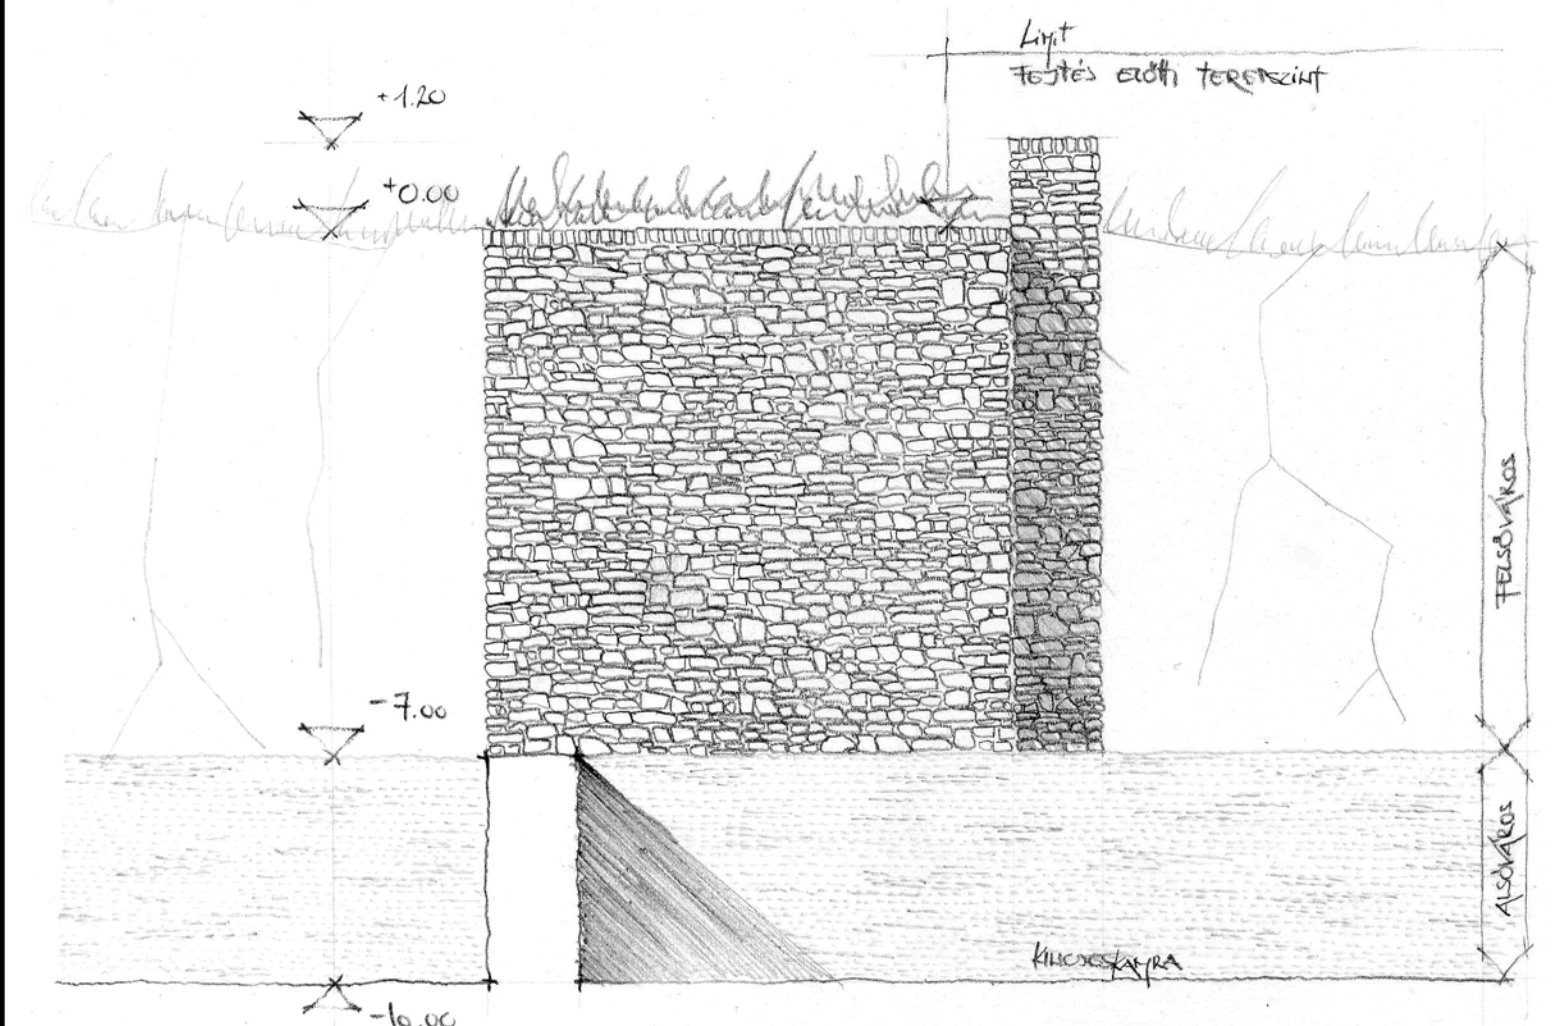 Limit
FEJTÉS ELŐTTI TEREPSZINT
+1.20
+0.00
FELSŐVÁROS
-7.00
ALSÓVÁROS
KINCSESKAMRA
-10.00